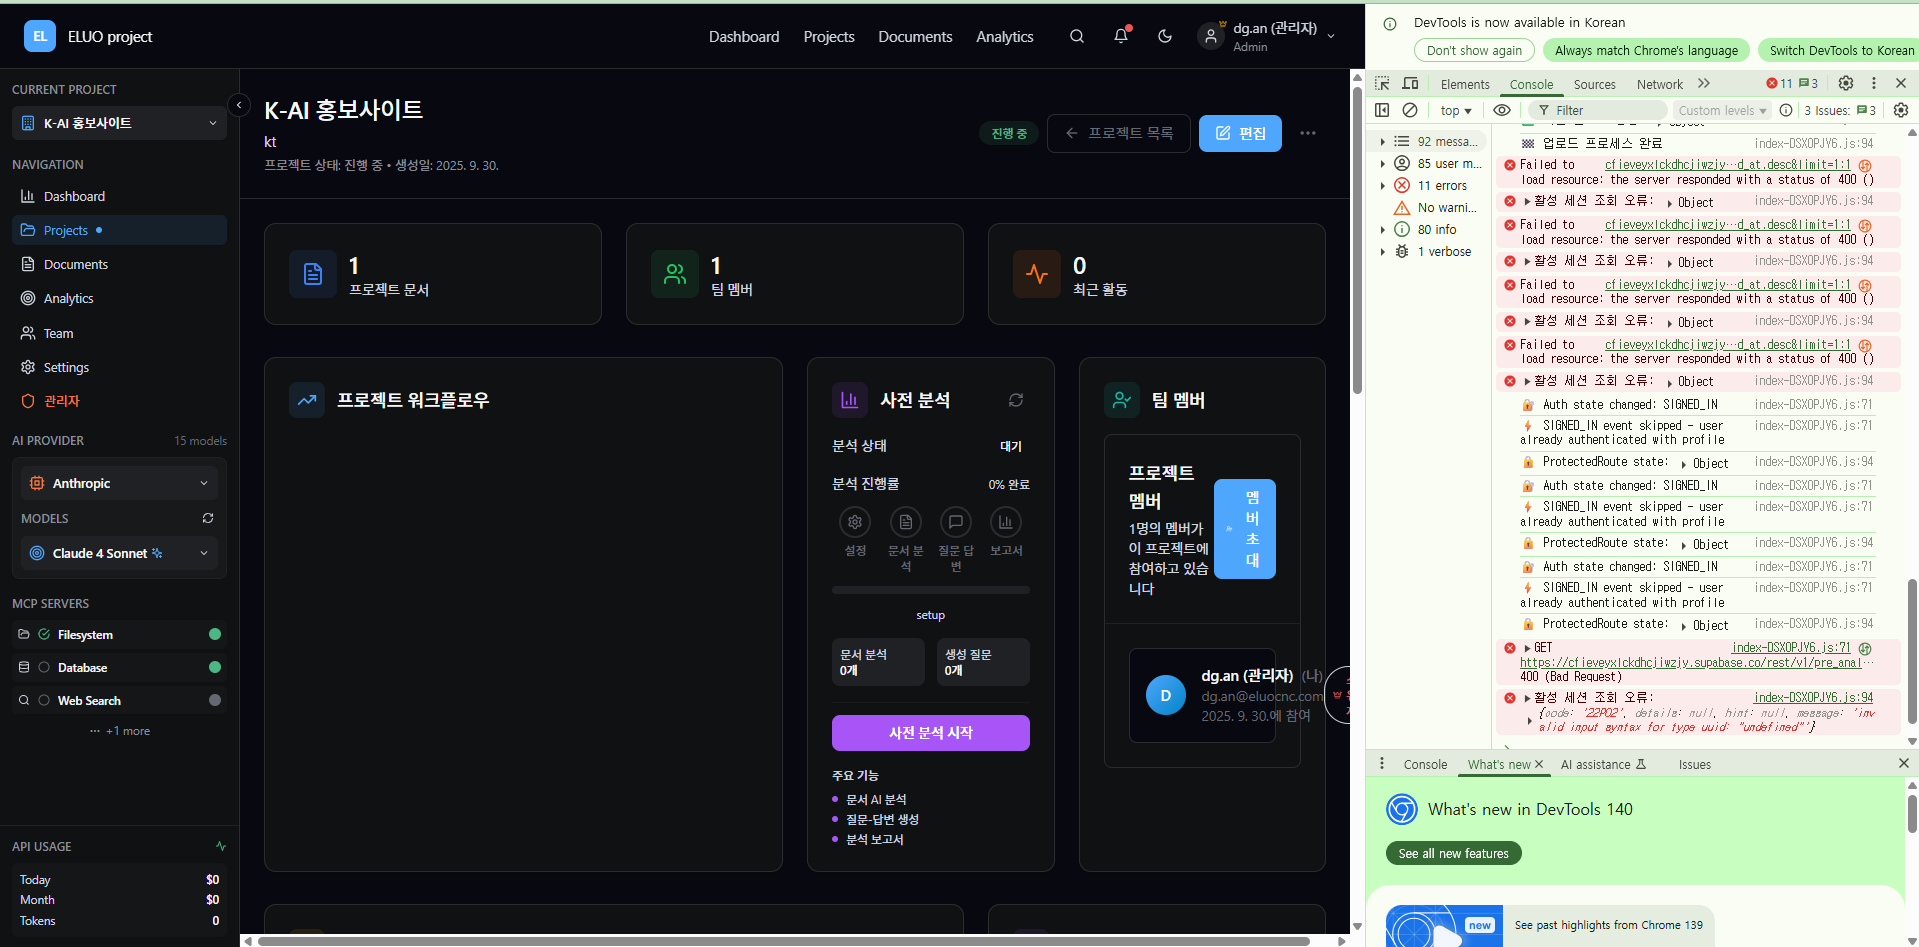 EL ELUO project
Dashboard Projects Documents Analytics
dg.an (관리자)
Admin
CURRENT PROJECT
K-AI 홍보사이트
NAVIGATION
Dashboard
Projects
Documents
Analytics
Team
Settings
관리자
AI PROVIDER 15 models
Anthropic
MODELS
Claude 4 Sonnet
MCP SERVERS
Filesystem
Database
Web Search
··· +1 more
API USAGE
Today $0
Month $0
Tokens 0
K-AI 홍보사이트
kt
프로젝트 상태: 진행 중 • 생성일: 2025. 9. 30.
진행 중
프로젝트 목록
편집
1
프로젝트 문서
1
팀 멤버
0
최근 활동
프로젝트 워크플로우
사전 분석
분석 상태 대기
분석 진행률 0% 완료
설정 문서 분석 질문 답변 보고서
setup
문서 분석
0개
생성 질문
0개
사전 분석 시작
주요 기능
문서 AI 분석
질문-답변 생성
분석 보고서
팀 멤버
프로젝트
멤버
1명의 멤버가
이 프로젝트에
참여하고 있습
니다
멤
버
초
대
D
dg.an (관리자) (나)
dg.an@eluocnc.com
2025. 9. 30.에 참여
DevTools is now available in Korean
Don't show again Always match Chrome's language Switch DevTools to Korean
Elements Console Sources Network 11 3
top Filter Custom levels 3 Issues: 3
92 messa...
85 user m...
11 errors
No warni...
80 info
1 verbose
업로드 프로세스 완료 index-DSXOPJY6.js:94
Failed to cfieveyxlckdhcjiwzjy…d_at.desc&limit=1:1
load resource: the server responded with a status of 400 ()
활성 세션 조회 오류: Object index-DSXOPJY6.js:94
Failed to cfieveyxlckdhcjiwzjy…d_at.desc&limit=1:1
load resource: the server responded with a status of 400 ()
활성 세션 조회 오류: Object index-DSXOPJY6.js:94
Failed to cfieveyxlckdhcjiwzjy…d_at.desc&limit=1:1
load resource: the server responded with a status of 400 ()
활성 세션 조회 오류: Object index-DSXOPJY6.js:94
Failed to cfieveyxlckdhcjiwzjy…d_at.desc&limit=1:1
load resource: the server responded with a status of 400 ()
활성 세션 조회 오류: Object index-DSXOPJY6.js:94
Auth state changed: SIGNED_IN index-DSXOPJY6.js:71
SIGNED_IN event skipped - user index-DSXOPJY6.js:71
already authenticated with profile
ProtectedRoute state: Object index-DSXOPJY6.js:94
Auth state changed: SIGNED_IN index-DSXOPJY6.js:71
SIGNED_IN event skipped - user index-DSXOPJY6.js:71
already authenticated with profile
ProtectedRoute state: Object index-DSXOPJY6.js:94
Auth state changed: SIGNED_IN index-DSXOPJY6.js:71
SIGNED_IN event skipped - user index-DSXOPJY6.js:71
already authenticated with profile
ProtectedRoute state: Object index-DSXOPJY6.js:94
GET index-DSXOPJY6.js:71
https://cfieveyxlckdhcjiwzjy.supabase.co/rest/v1/pre_anal…
400 (Bad Request)
활성 세션 조회 오류: index-DSXOPJY6.js:94
{code: '22P02', details: null, hint: null, message: 'inv
alid input syntax for type uuid: "undefined"'}
Console What's new AI assistance Issues
What's new in DevTools 140
See all new features
new
See past highlights from Chrome 139